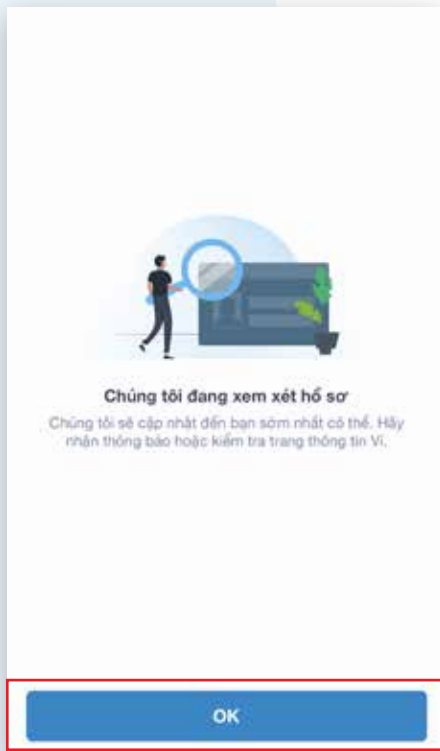 Chúng tôi đang xem xét hồ sơ
Chúng tôi sẽ cập nhât đến bạn sớm nhất có thể. Hãy
nhận thông báo hoặc kiểm tra trang thông tin Ví.
OK